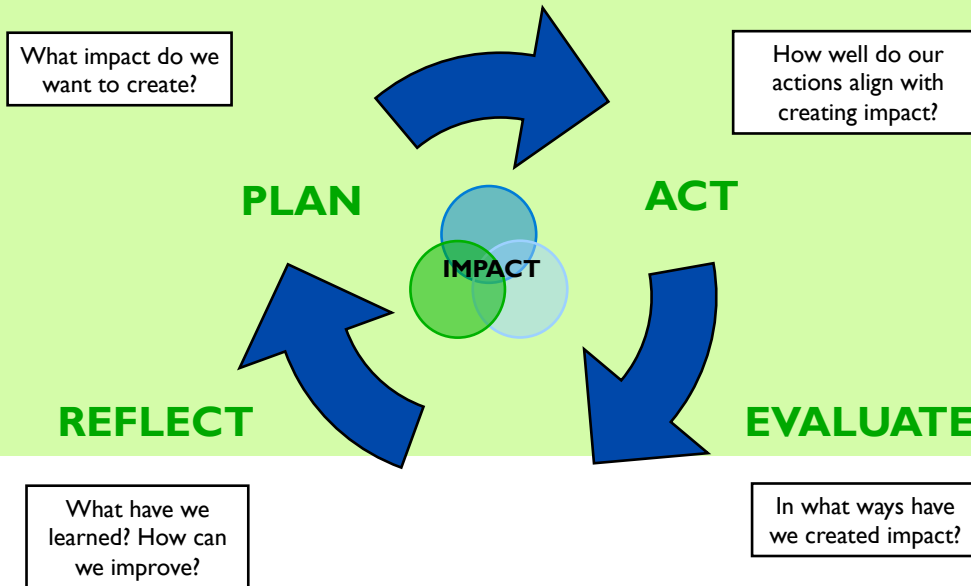 What impact do we
want to create?
How well do our
actions align with
creating impact?
PLAN
ACT
IMPACT
REFLECT
EVALUATE
What have we
learned? How can
we improve?
In what ways have
we created impact?